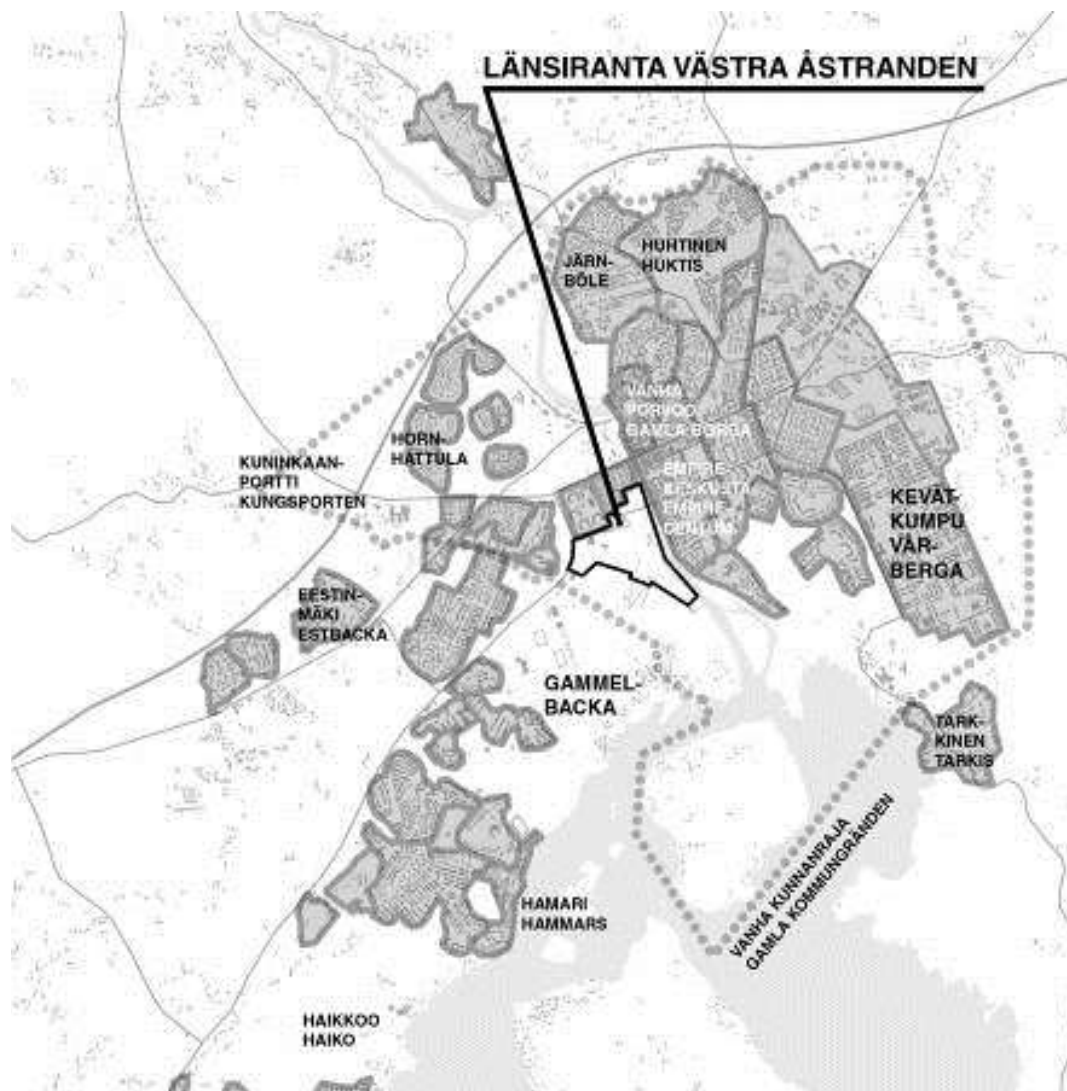 LÄNSIRANTA VÄSTRA ÅSTRANDEN
HUHTINEN
HUKTIS
JÄRN-
BÖLE
VANHA
PORVOO
GAMLA BORGÅ
HORN-
HATTULA
KUNINKAAN-
PORTTI
KUNGSPORTEN
EMPIRE-
KESKUSTA
EMPIRE-
CENTUM
KEVÄT-
KUMPU
VÅR-
BERGA
EESTIN-
MÄKI
ESTBACKA
GAMMEL-
BACKA
TARK-
KINEN
TARKIS
VANHA KUNNANRAJA
GAMLA KOMMUNGRÄNDEN
HAMARI
HAMMARS
HAIKKOO
HAIKO